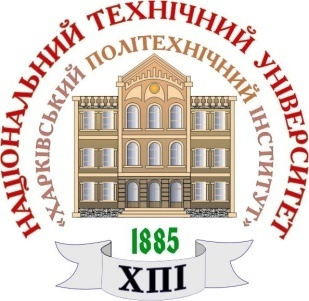 НАЦІОНАЛЬНИЙ ТЕХНІЧНИЙ УНІВЕРСИТЕТ
«ХАРКІВСЬКИЙ ПОЛІТЕХНІЧНИЙ ІНСТИТУТ»
1885
ХПІ